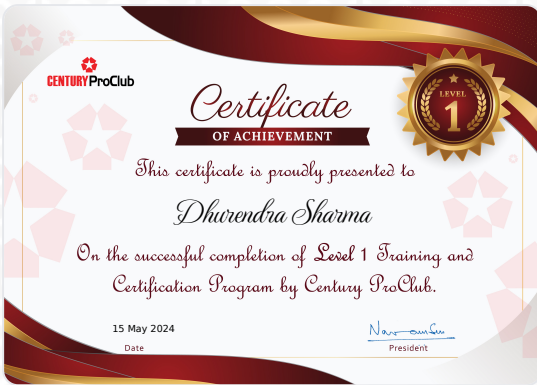 CENTURY ProClub
Certificate
OF ACHIEVEMENT
LEVEL
1
This certificate is proudly presented to
Dhurendra Sharma
On the successful completion of Level 1 Training and
Certification Program by Century ProClub.
15 May 2024
Date
President